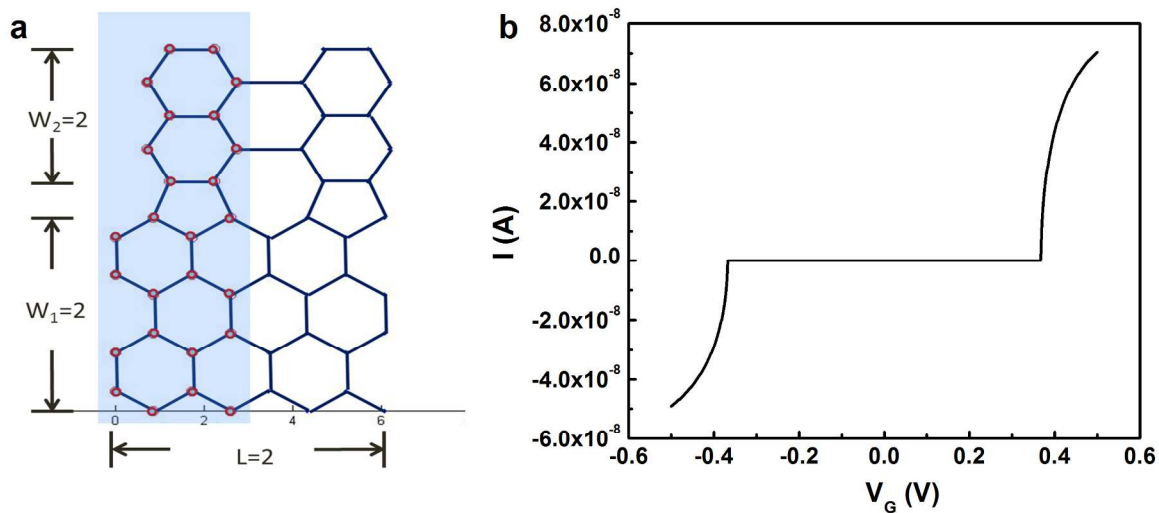 a
W2=2
W1=2
0 2 4 6
L=2
b
8.0x10-8
6.0x10-8
4.0x10-8
2.0x10-8
0.0
-2.0x10-8
-4.0x10-8
-6.0x10-8
I (A)
-0.6 -0.4 -0.2 0.0 0.2 0.4 0.6
VG (V)